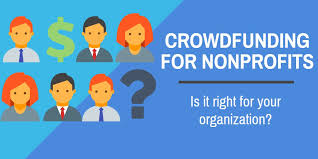 $
CROWDFUNDING
FOR NONPROFITS
?
Is it right for your
organization?